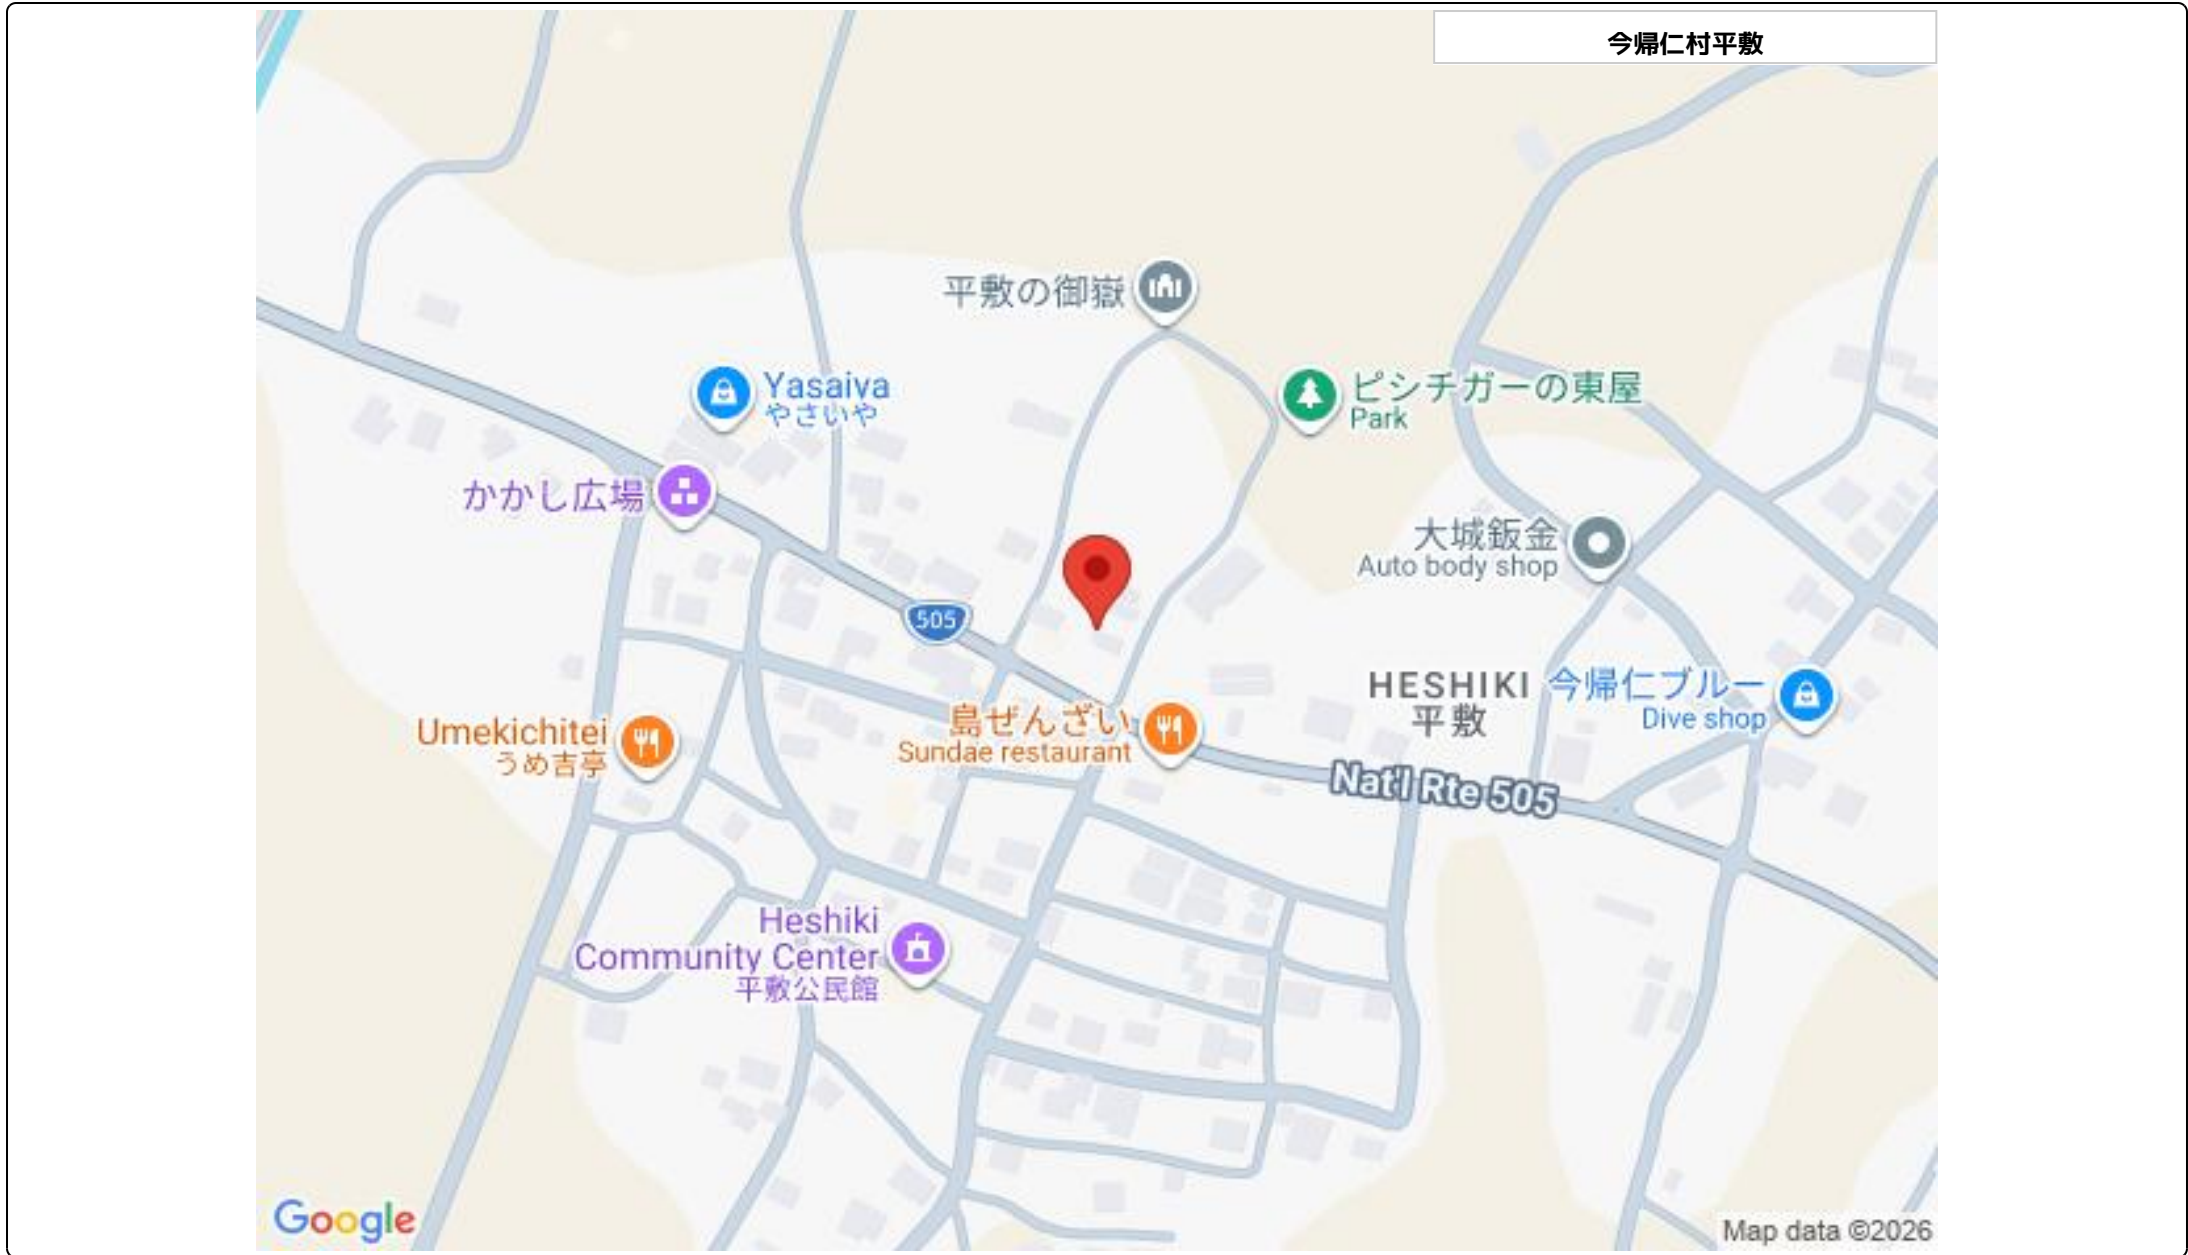 今帰仁村平敷
平敷の御嶽
Yasaiya
やさいや
ピシチガーの東屋
Park
かかし広場
大城鈑金
Auto body shop
505
HESHIKI
平敷
今帰仁ブルー
Dive shop
島ぜんざい
Sundae restaurant
Umekichitei
うめ吉亭
Nat'l Rte 505
Heshiki
Community Center
平敷公民館
Google
Map data ©2026